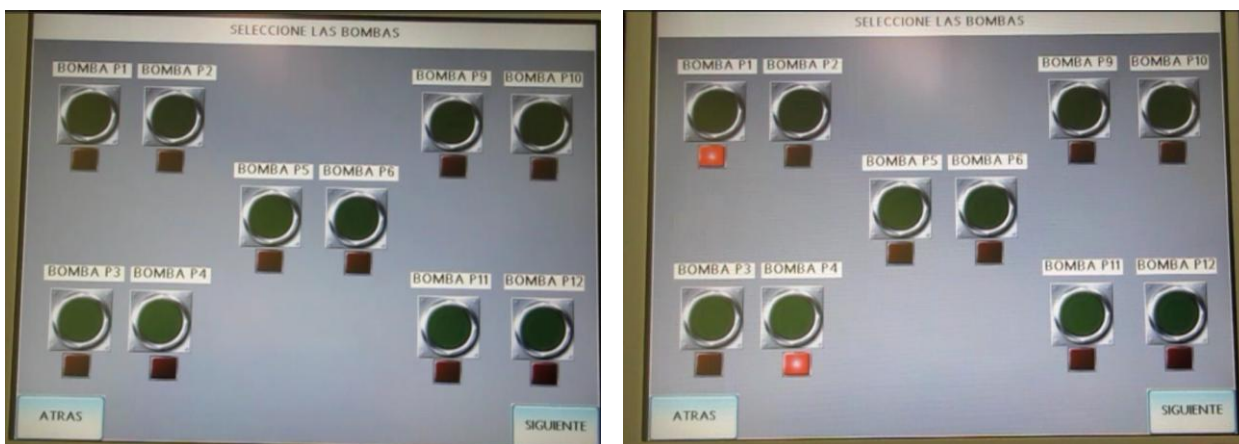 SELECCIONE LAS BOMBAS
BOMBA P1 BOMBA P2 BOMBA P9 BOMBA P10
BOMBA P5 BOMBA P6
BOMBA P3 BOMBA P4 BOMBA P11 BOMBA P12
ATRAS SIGUIENTE
SELECCIONE LAS BOMBAS
BOMBA P1 BOMBA P2 BOMBA P9 BOMBA P10
BOMBA P5 BOMBA P6
BOMBA P3 BOMBA P4 BOMBA P11 BOMBA P12
ATRAS SIGUIENTE